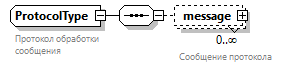 ProtocolType
message
0..∞
Протокол обработки
сообщения
Сообщение протокола